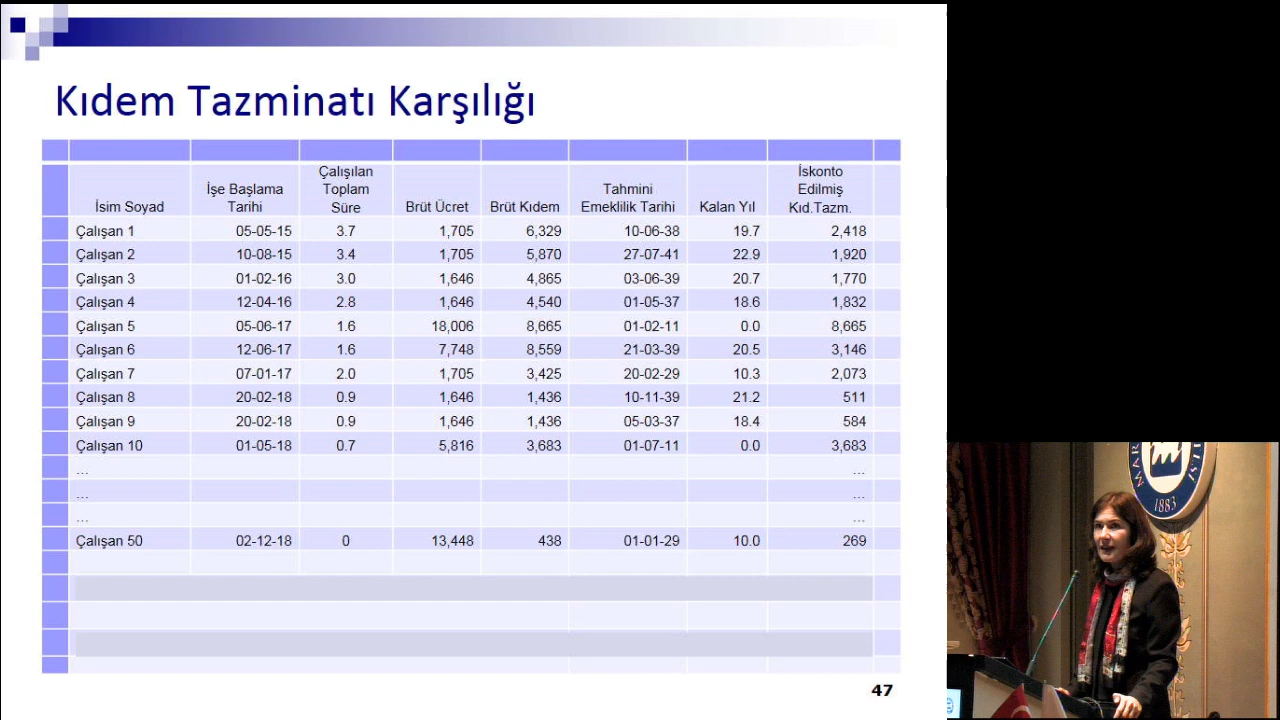 Kıdem Tazminatı Karşılığı
İsim Soyad İşe Başlama Tarihi Çalışılan Toplam Süre Brüt Ücret Brüt Kıdem Tahmini Emeklilik Tarihi Kalan Yıl İskonto Edilmiş Kıd.Tazm.
Çalışan 1 05-05-15 3.7 1,705 6,329 10-06-38 19.7 2,418
Çalışan 2 10-08-15 3.4 1,705 5,870 27-07-41 22.9 1,920
Çalışan 3 01-02-16 3.0 1,646 4,865 03-06-39 20.7 1,770
Çalışan 4 12-04-16 2.8 1,646 4,540 01-05-37 18.6 1,832
Çalışan 5 05-06-17 1.6 18,006 8,665 01-02-11 0.0 8,665
Çalışan 6 12-06-17 1.6 7,748 8,559 21-03-39 20.5 3,146
Çalışan 7 07-01-17 2.0 1,705 3,425 20-02-29 10.3 2,073
Çalışan 8 20-02-18 0.9 1,646 1,436 10-11-39 21.2 511
Çalışan 9 20-02-18 0.9 1,646 1,436 05-03-37 18.4 584
Çalışan 10 01-05-18 0.7 5,816 3,683 01-07-11 0.0 3,683
... ...
... ...
... ...
Çalışan 50 02-12-18 0 13,448 438 01-01-29 10.0 269
47
1883